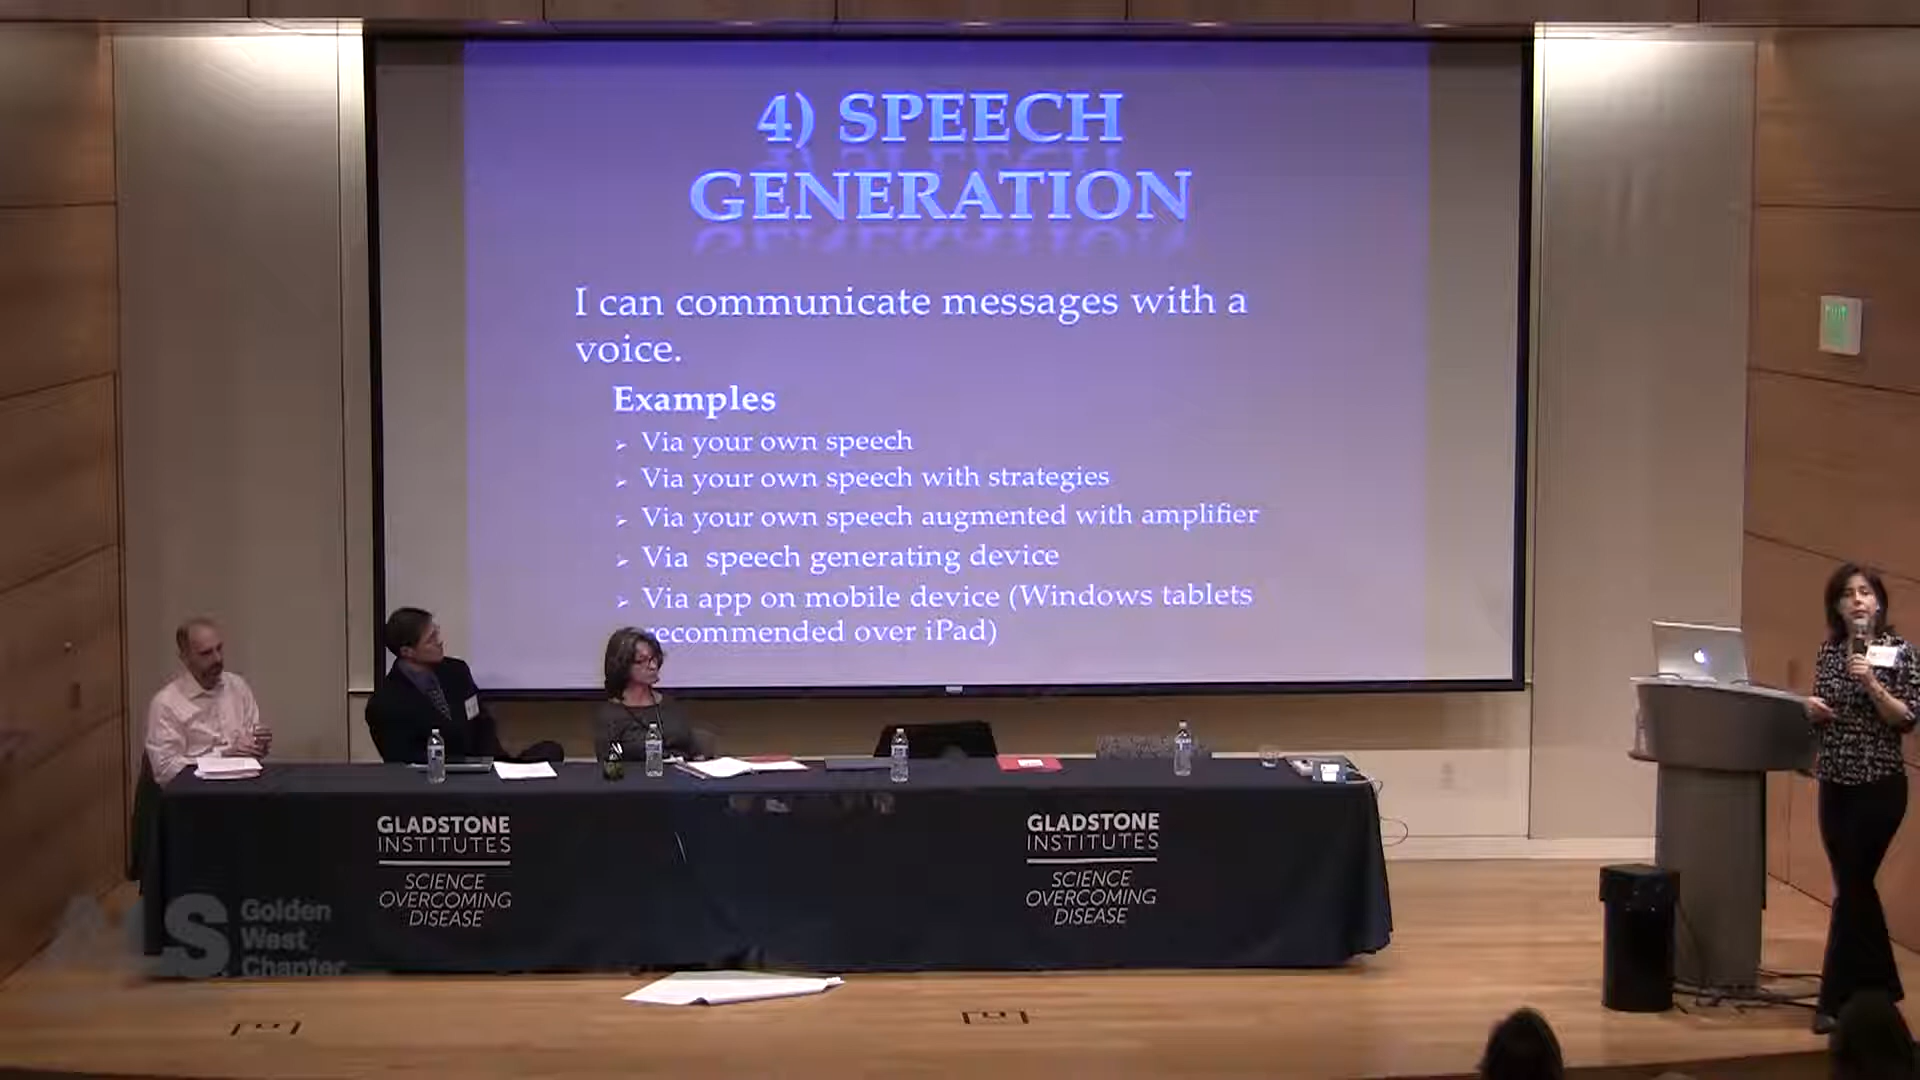 4) SPEECH
GENERATION
I can communicate messages with a
voice.
Examples
➢ Via your own speech
➢ Via your own speech with strategies
➢ Via your own speech augmented with amplifier
➢ Via speech generating device
➢ Via app on mobile device (Windows tablets
recommended over iPad)
EXIT
GLADSTONE
INSTITUTES
SCIENCE
OVERCOMING
DISEASE
GLADSTONE
INSTITUTES
SCIENCE
OVERCOMING
DISEASE
ALS
Golden
West
Chapter